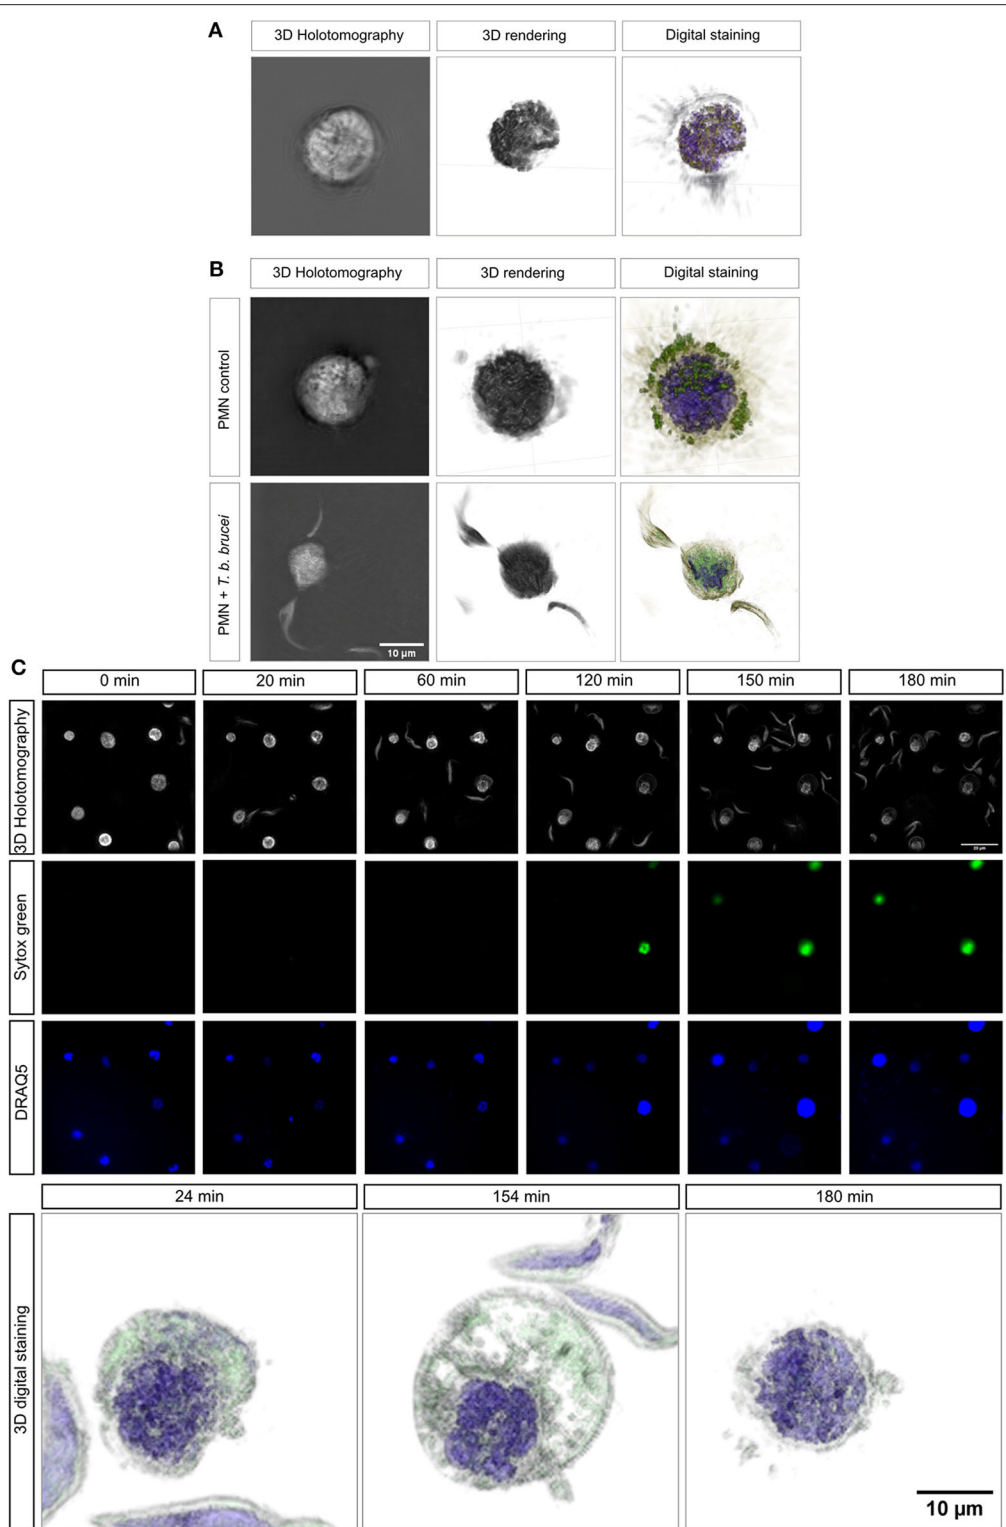 A
3D Holotomography
3D rendering
Digital staining
B
3D Holotomography
3D rendering
Digital staining
PMN control
PMN + T. b. brucei
10 µm
C
0 min
20 min
60 min
120 min
150 min
180 min
3D Holotomography
Sytox green
DRAQ5
24 min
154 min
180 min
3D digital staining
10 µm